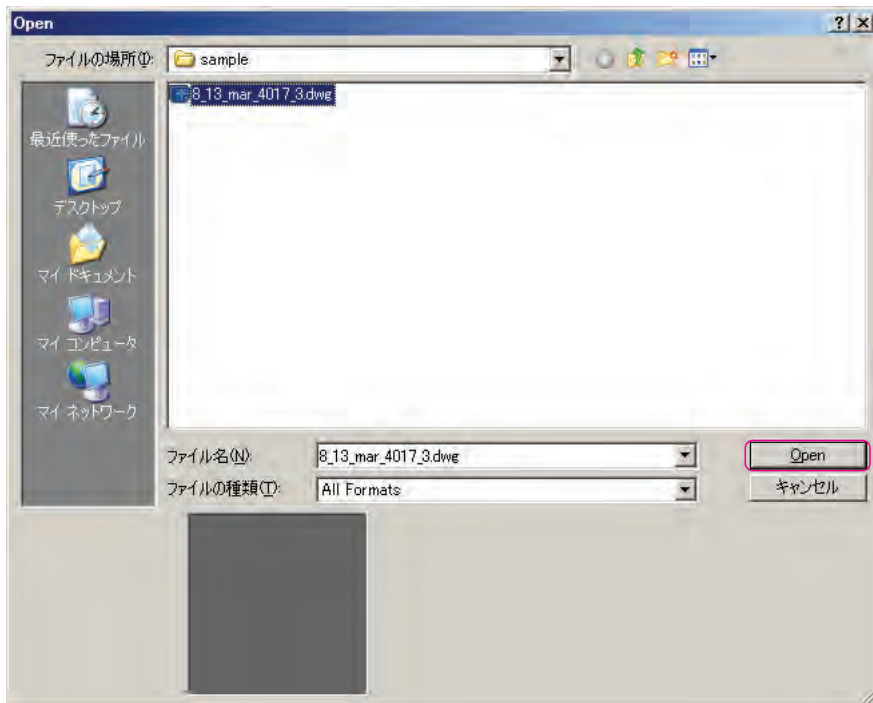 Open
ファイルの場所(I):
sample
8_13_mar_4017_3.dwg
最近使ったファイル
デスクトップ
マイ ドキュメント
マイ コンピュータ
マイ ネットワーク
ファイル名(N):
8_13_mar_4017_3.dwg
Open
ファイルの種類(T):
All Formats
キャンセル